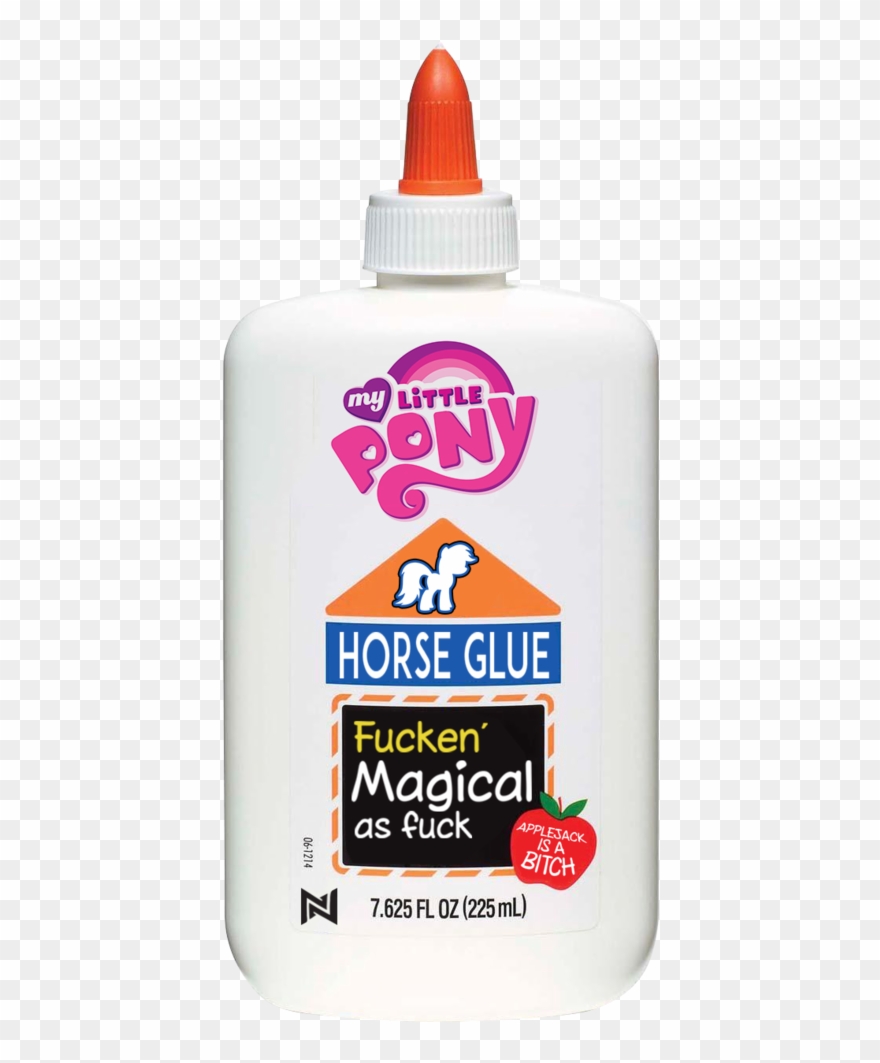 my LiTTLE
PONY
HORSE GLUE
Fucken'
Magical
as fuck
APPLEJACK
IS A
BITCH
06-1214
N
7.625 FL OZ (225 mL)